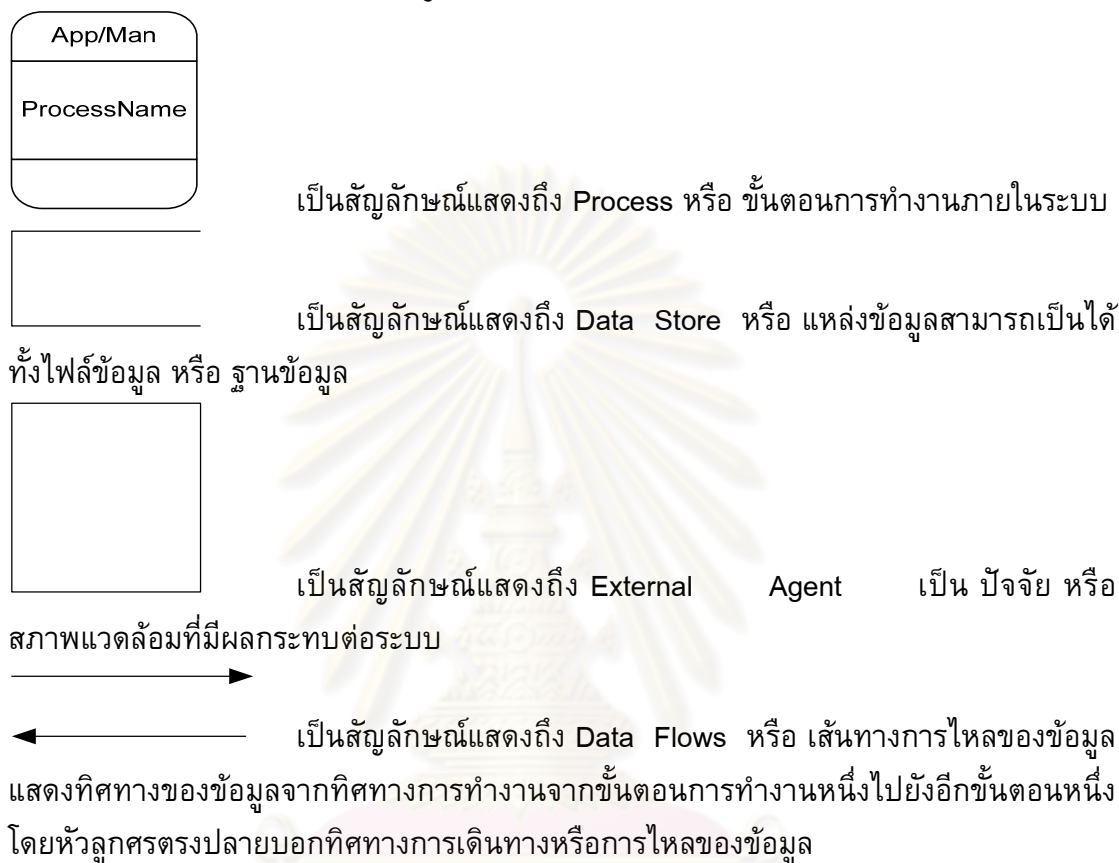 App/Man
ProcessName
เป็นสัญลักษณ์แสดงถึง Process หรือ ขั้นตอนการทำงานภายในระบบ
เป็นสัญลักษณ์แสดงถึง Data Store หรือ แหล่งข้อมูลสามารถเป็นได้
ทั้งไฟล์ข้อมูล หรือ ฐานข้อมูล
เป็นสัญลักษณ์แสดงถึง External Agent เป็น ปัจจัย หรือ
สภาพแวดล้อมที่มีผลกระทบต่อระบบ
เป็นสัญลักษณ์แสดงถึง Data Flows หรือ เส้นทางการไหลของข้อมูล
แสดงทิศทางของข้อมูลจากทิศทางการทำงานจากขั้นตอนการทำงานหนึ่งไปยังอีกขั้นตอนหนึ่ง
โดยหัวลูกศรตรงปลายบอกทิศทางการเดินทางหรือการไหลของข้อมูล